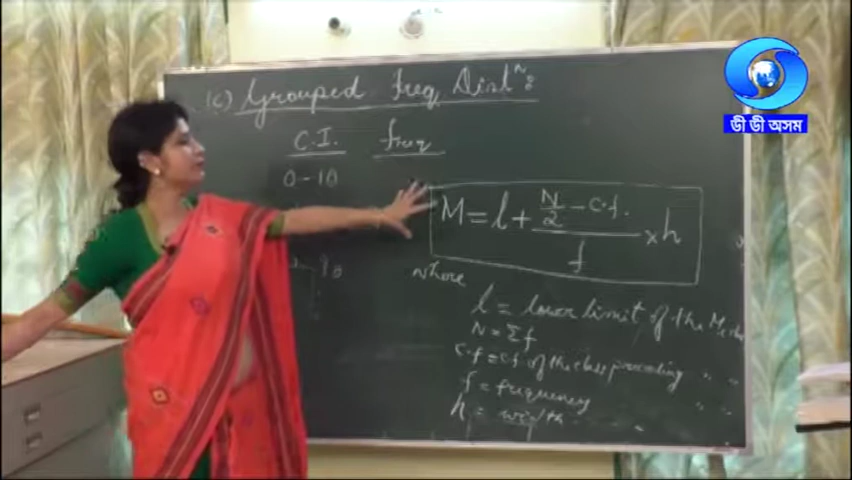 (c) Grouped freq Distn:
C.I. freq
0-10
M = l + (N/2 - c.f.)/f × h
where
l = lower limit of the
N = Σf
C.f = cf of the class preceding " "
f = frequency " "
h = width
ডী ডী অসম